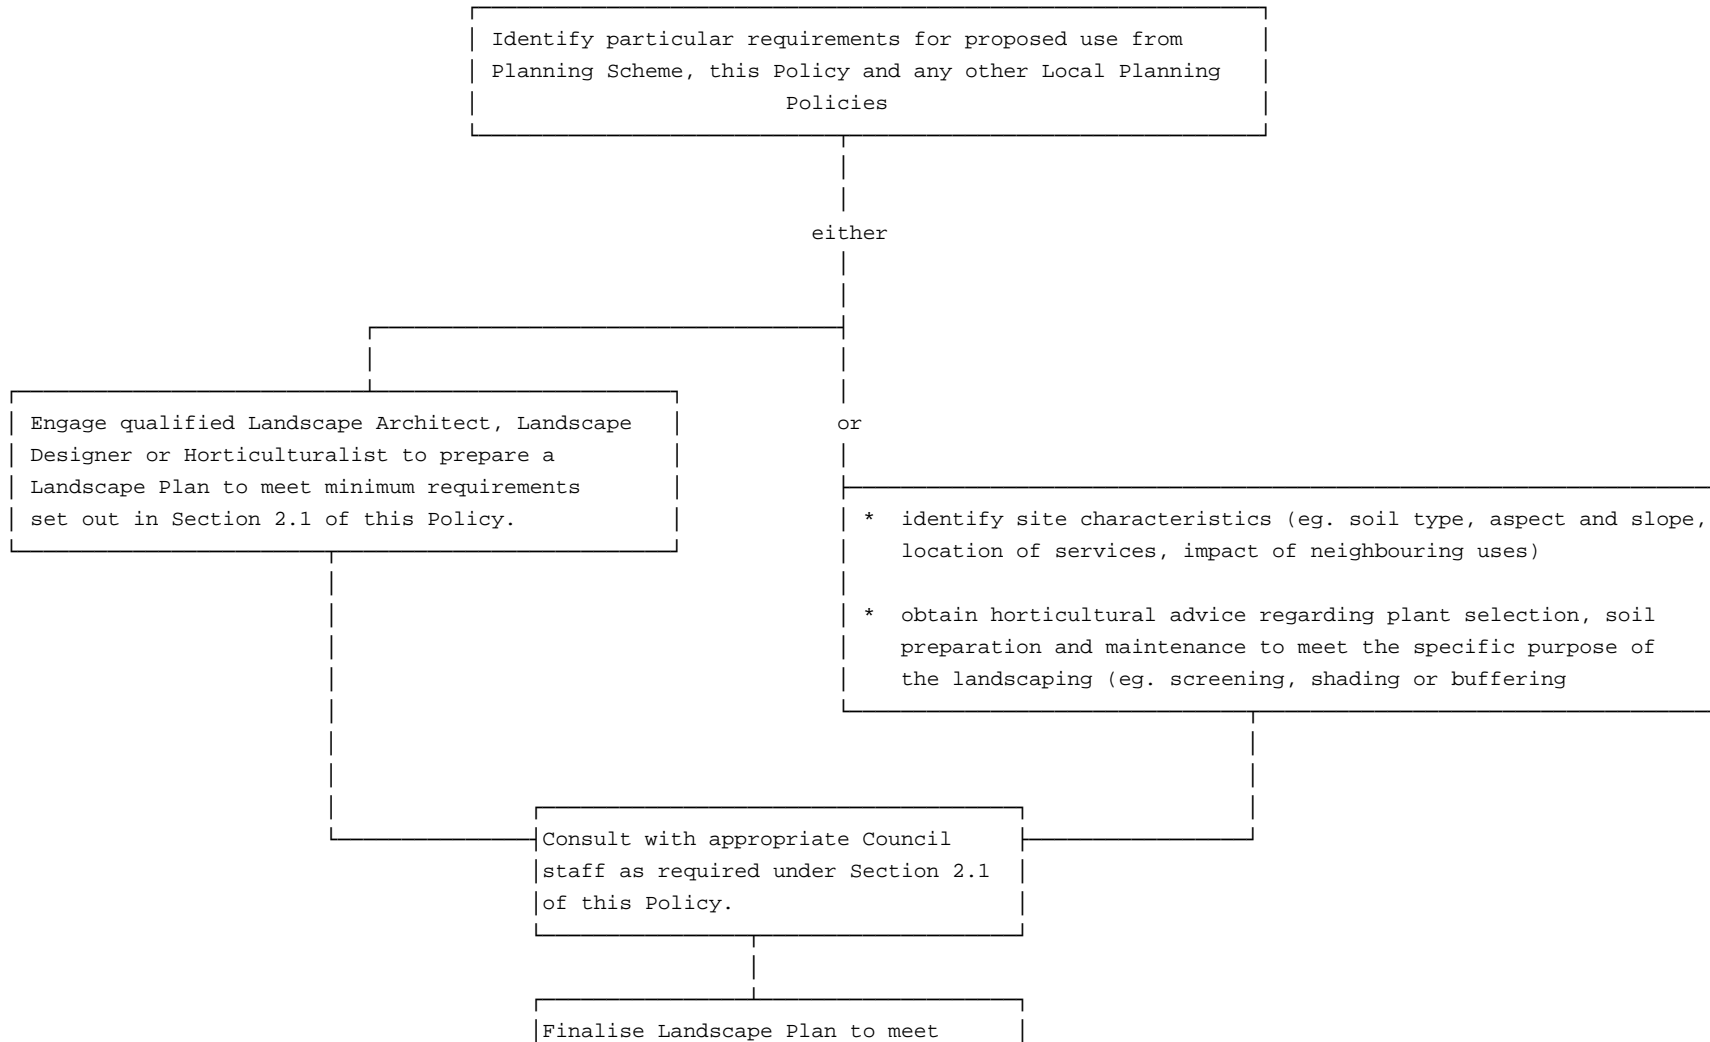 Identify particular requirements for proposed use from
Planning Scheme, this Policy and any other Local Planning
Policies
either
Engage qualified Landscape Architect, Landscape
Designer or Horticulturalist to prepare a
Landscape Plan to meet minimum requirements
set out in Section 2.1 of this Policy.
or
* identify site characteristics (eg. soil type, aspect and slope,
location of services, impact of neighbouring uses)
* obtain horticultural advice regarding plant selection, soil
preparation and maintenance to meet the specific purpose of
the landscaping (eg. screening, shading or buffering
Consult with appropriate Council
staff as required under Section 2.1
of this Policy.
Finalise Landscape Plan to meet